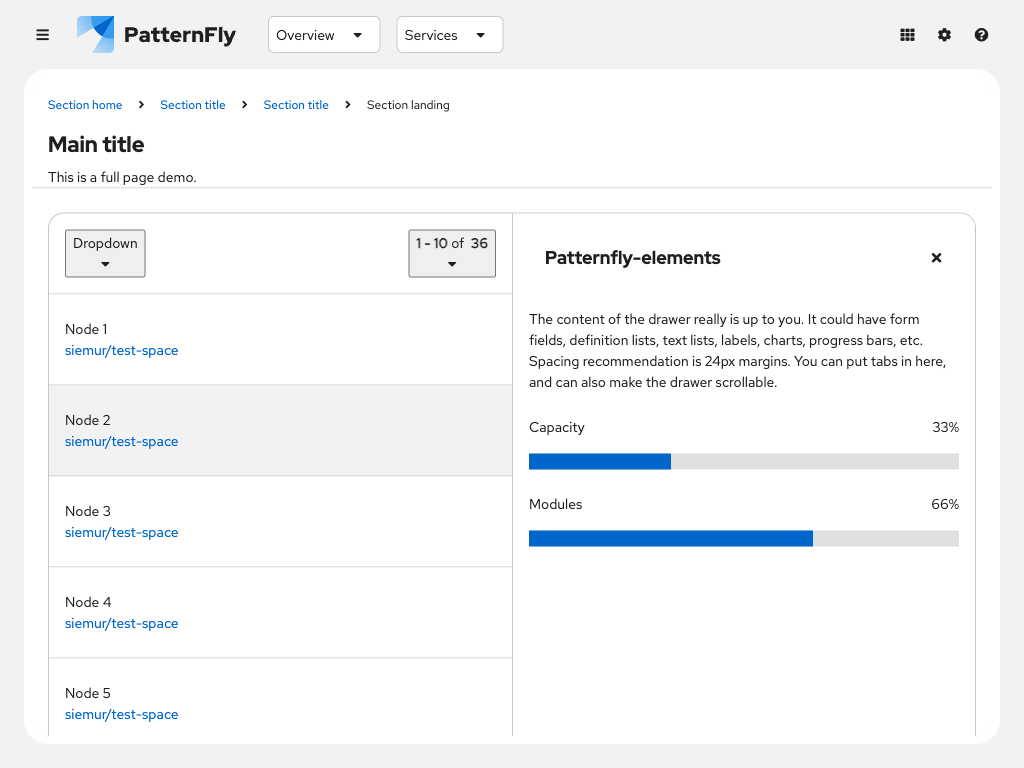 PatternFly
Overview
Services
Section home
Section title
Section title
Section landing
Main title
This is a full page demo.
Dropdown
1 - 10 of 36
Node 1
siemur/test-space
Node 2
siemur/test-space
Node 3
siemur/test-space
Node 4
siemur/test-space
Node 5
siemur/test-space
Patternfly-elements
The content of the drawer really is up to you. It could have form
fields, definition lists, text lists, labels, charts, progress bars, etc.
Spacing recommendation is 24px margins. You can put tabs in here,
and can also make the drawer scrollable.
Capacity
33%
Modules
66%